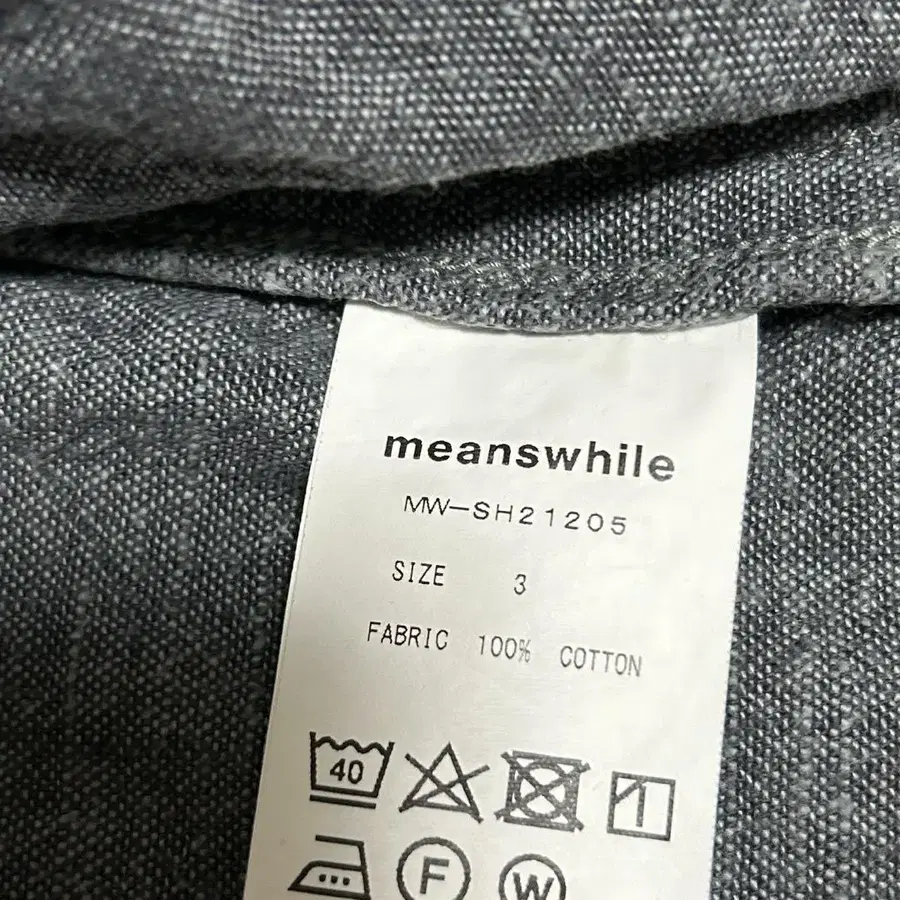 meanswhile
MW-SH21205
SIZE 3
FABRIC 100% COTTON
40
F W